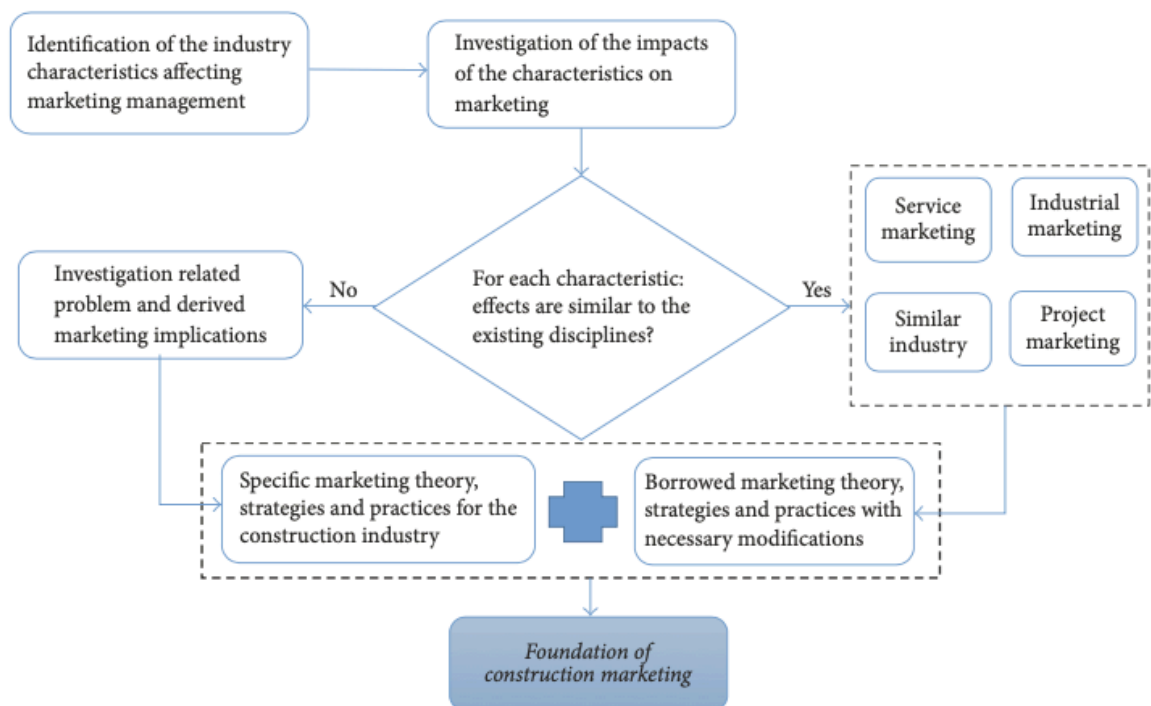 Identification of the industry
characteristics affecting
marketing management
Investigation of the impacts
of the characteristics on
marketing
Service
marketing
Industrial
marketing
Similar
industry
Project
marketing
For each characteristic:
effects are similar to the
existing disciplines?
No
Yes
Investigation related
problem and derived
marketing implications
Specific marketing theory,
strategies and practices for the
construction industry
Borrowed marketing theory,
strategies and practices with
necessary modifications
Foundation of
construction marketing